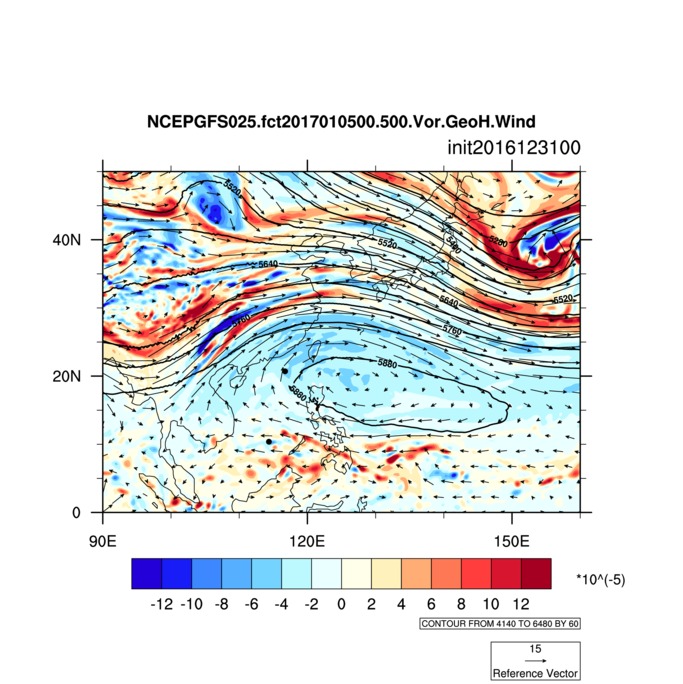 NCEPGFS025.fct2017010500.500.Vor.GeoH.Wind
init2016123100
5520
40N
5520
5280
5640
5640
5520
5760
5760
20N
5880
5880
0
90E 120E 150E
-12 -10 -8 -6 -4 -2 0 2 4 6 8 10 12
*10^(-5)
CONTOUR FROM 4140 TO 6480 BY 60
15
Reference Vector